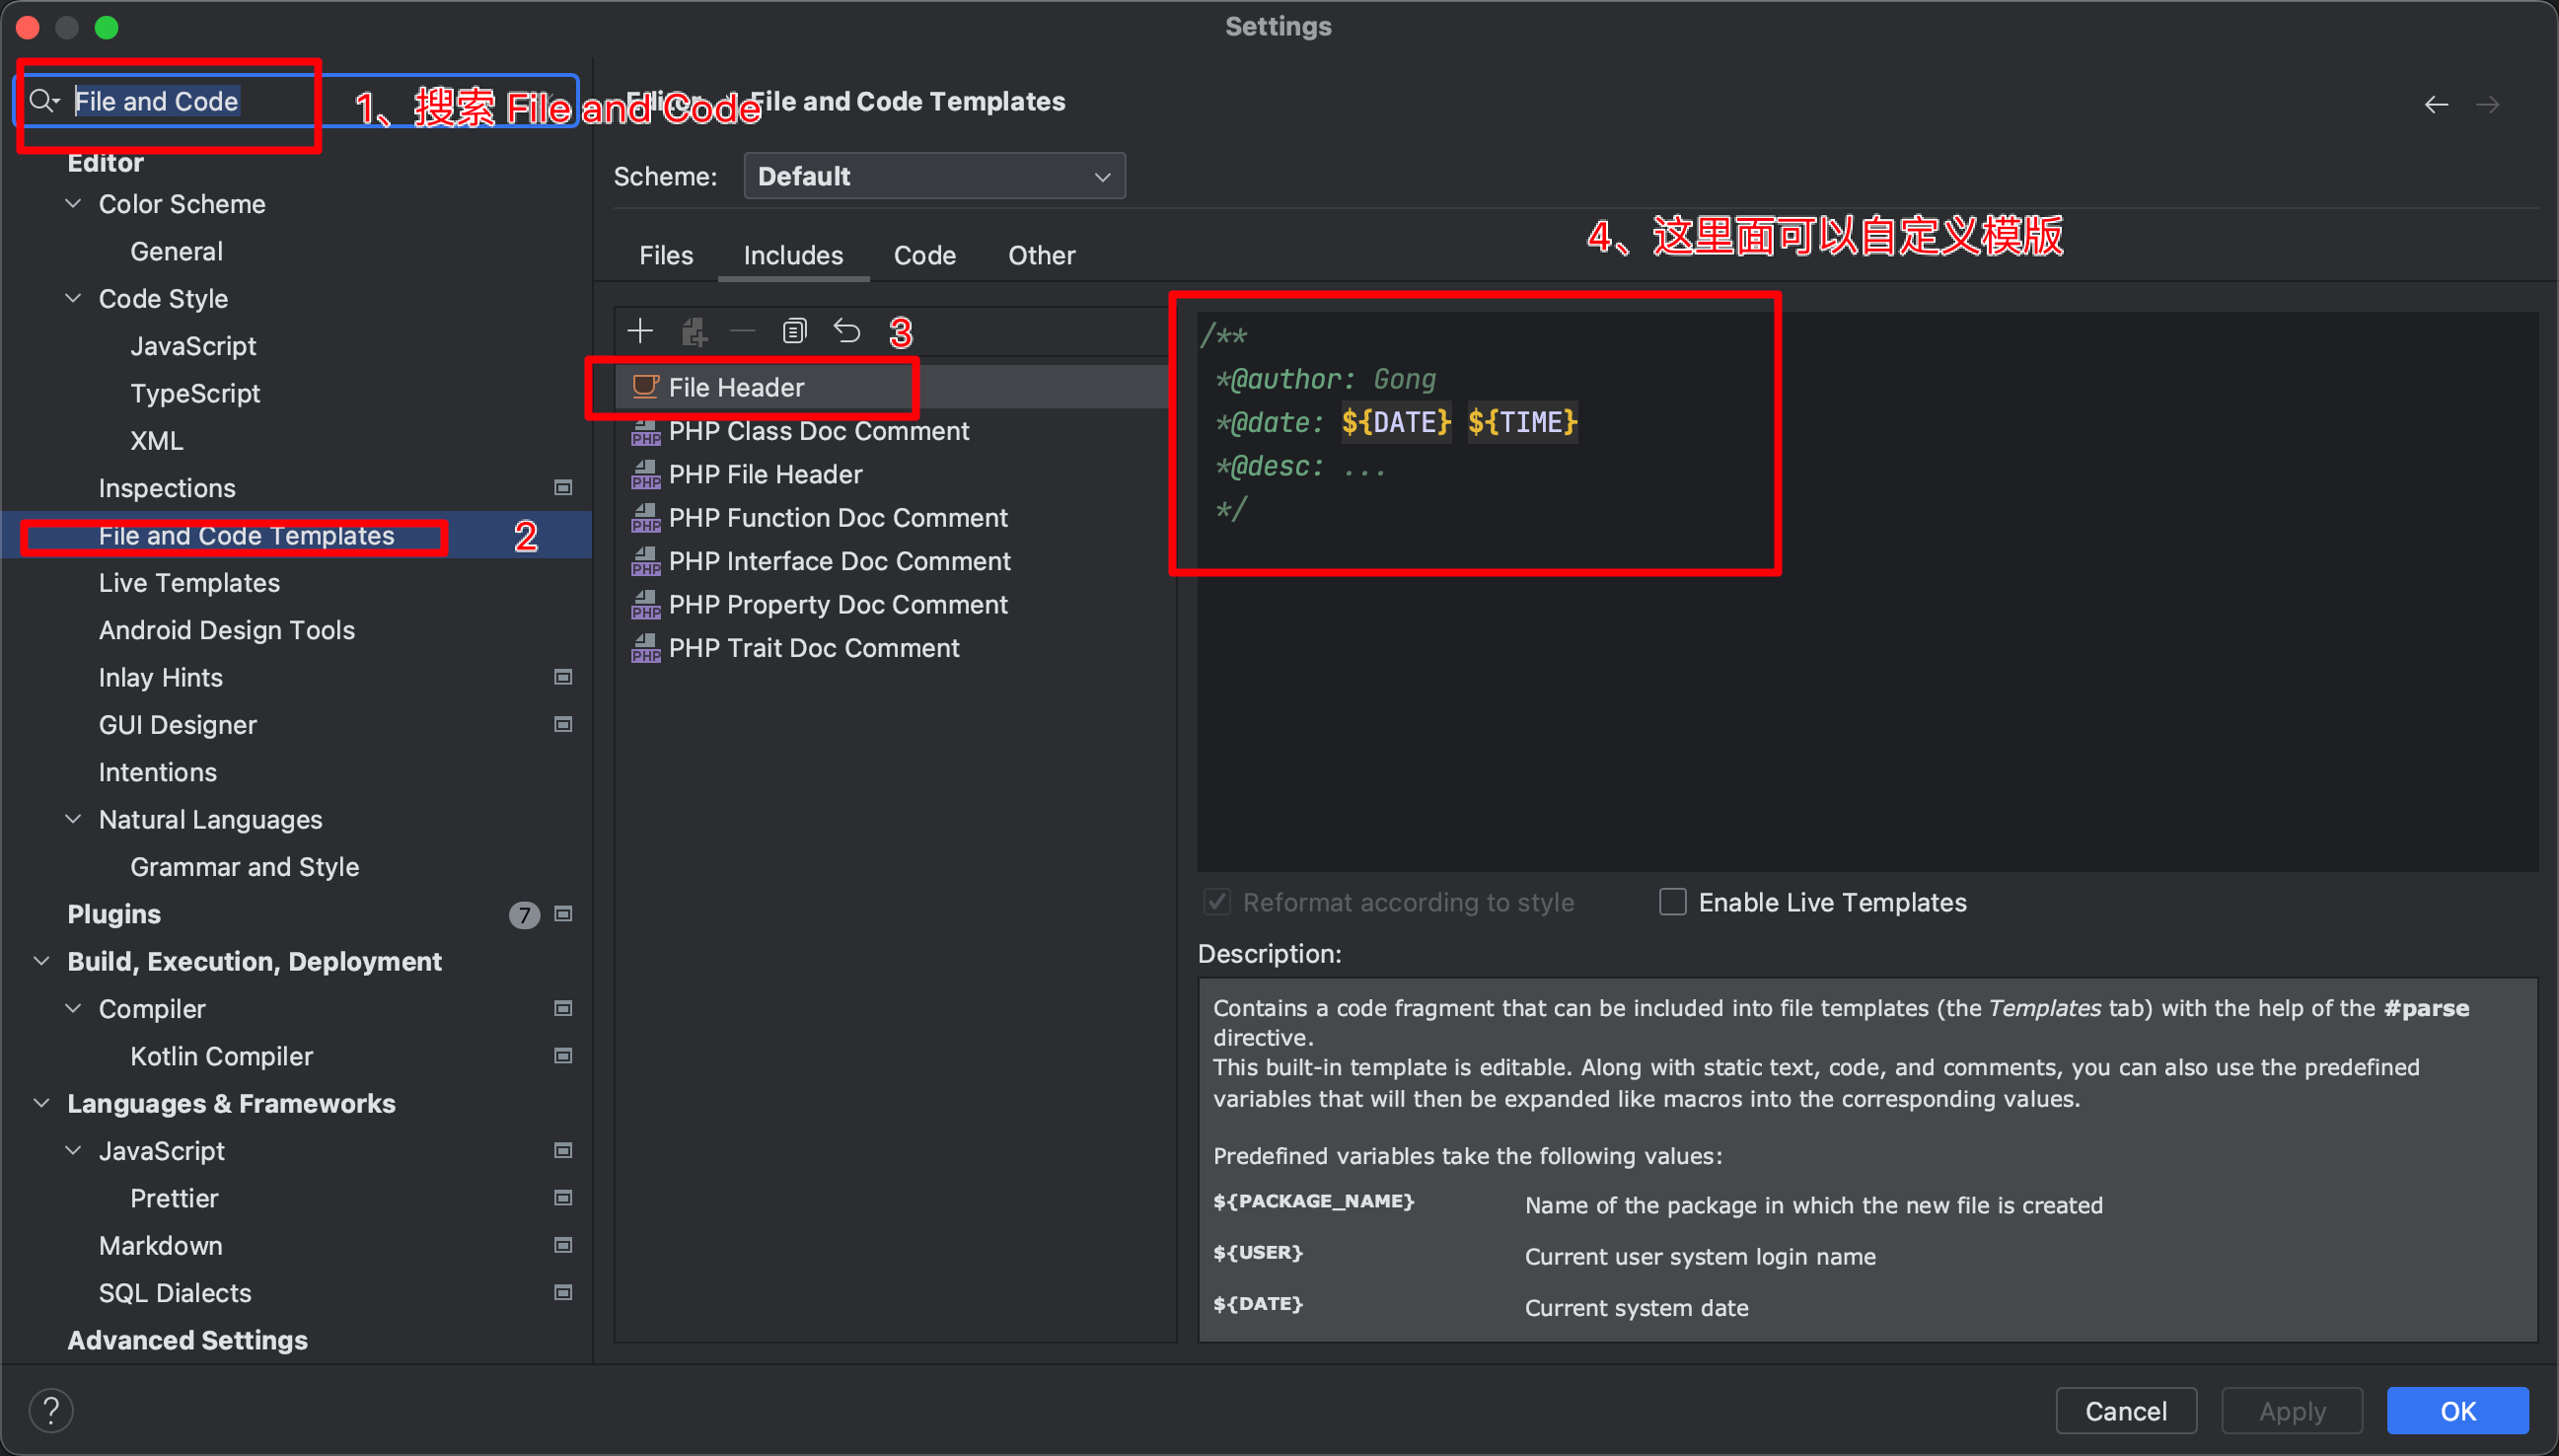 Settings
File and Code
1、搜索 File and Code
Editor
File and Code Templates
Editor
Color Scheme
General
Code Style
JavaScript
TypeScript
XML
Inspections
File and Code Templates
2
Live Templates
Android Design Tools
Inlay Hints
GUI Designer
Intentions
Natural Languages
Grammar and Style
Plugins
7
Build, Execution, Deployment
Compiler
Kotlin Compiler
Languages & Frameworks
JavaScript
Prettier
Markdown
SQL Dialects
Advanced Settings
Scheme:
Default
4、这里面可以自定义模版
Files
Includes
Code
Other
3
File Header
PHP Class Doc Comment
PHP File Header
PHP Function Doc Comment
PHP Interface Doc Comment
PHP Property Doc Comment
PHP Trait Doc Comment
/**
*@author: Gong
*@date: ${DATE} ${TIME}
*@desc: ...
*/
Reformat according to style
Enable Live Templates
Description:
Contains a code fragment that can be included into file templates (the Templates tab) with the help of the #parse
directive.
This built-in template is editable. Along with static text, code, and comments, you can also use the predefined
variables that will then be expanded like macros into the corresponding values.
Predefined variables take the following values:
${PACKAGE_NAME} Name of the package in which the new file is created
${USER} Current user system login name
${DATE} Current system date
?
Cancel
Apply
OK